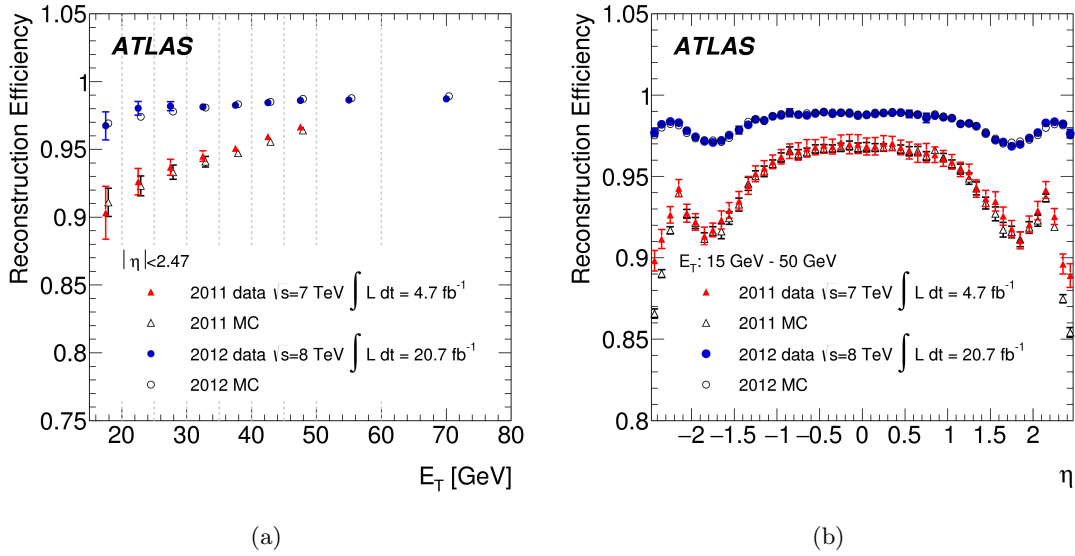 Reconstruction Efficiency
1.05
1
0.95
0.9
0.85
0.8
0.75
ATLAS
|η|<2.47
2011 data √s=7 TeV ∫ L dt = 4.7 fb⁻¹
2011 MC
2012 data √s=8 TeV ∫ L dt = 20.7 fb⁻¹
2012 MC
20 30 40 50 60 70 80
E_T [GeV]
(a)
Reconstruction Efficiency
1.05
1
0.95
0.9
0.85
0.8
ATLAS
E_T: 15 GeV - 50 GeV
2011 data √s=7 TeV ∫ L dt = 4.7 fb⁻¹
2011 MC
2012 data √s=8 TeV ∫ L dt = 20.7 fb⁻¹
2012 MC
−2 −1.5 −1 −0.5 0 0.5 1 1.5 2
η
(b)